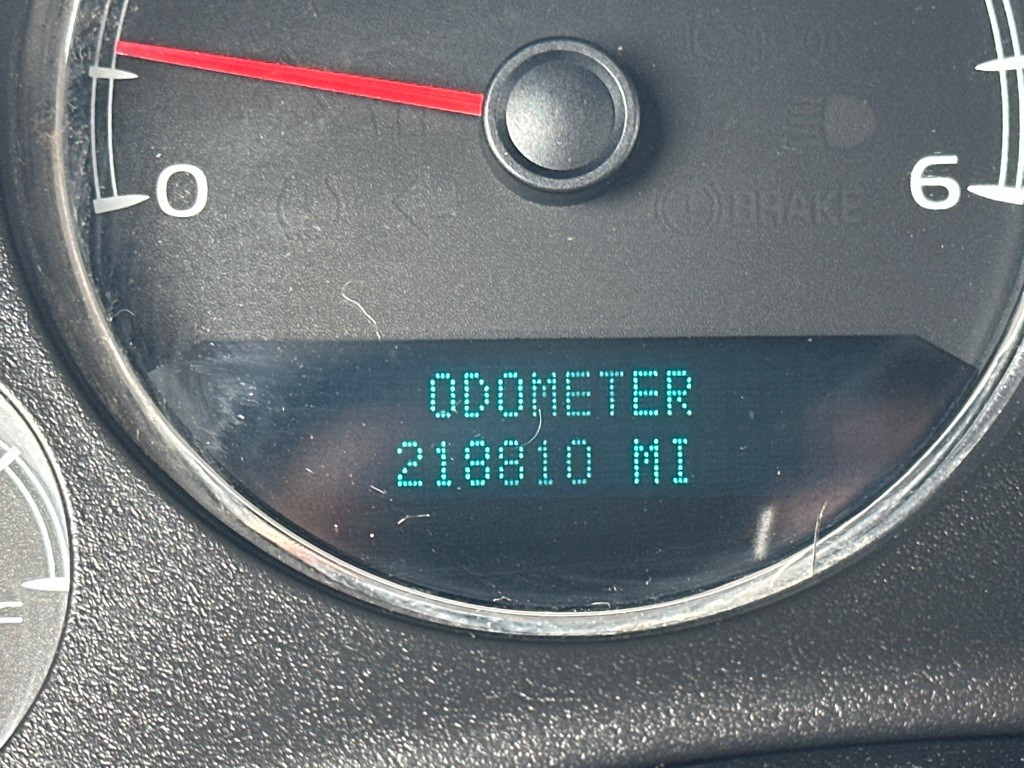 0
6
BRAKE
ODOMETER
218810 MI